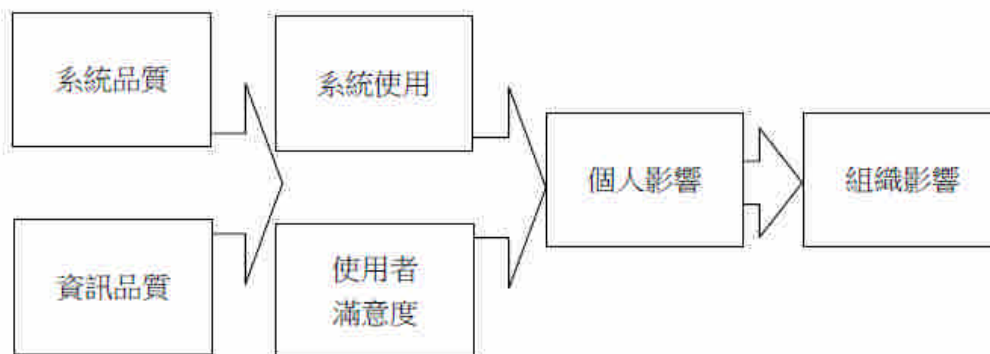 系統品質
資訊品質
系統使用
使用者
滿意度
個人影響
組織影響